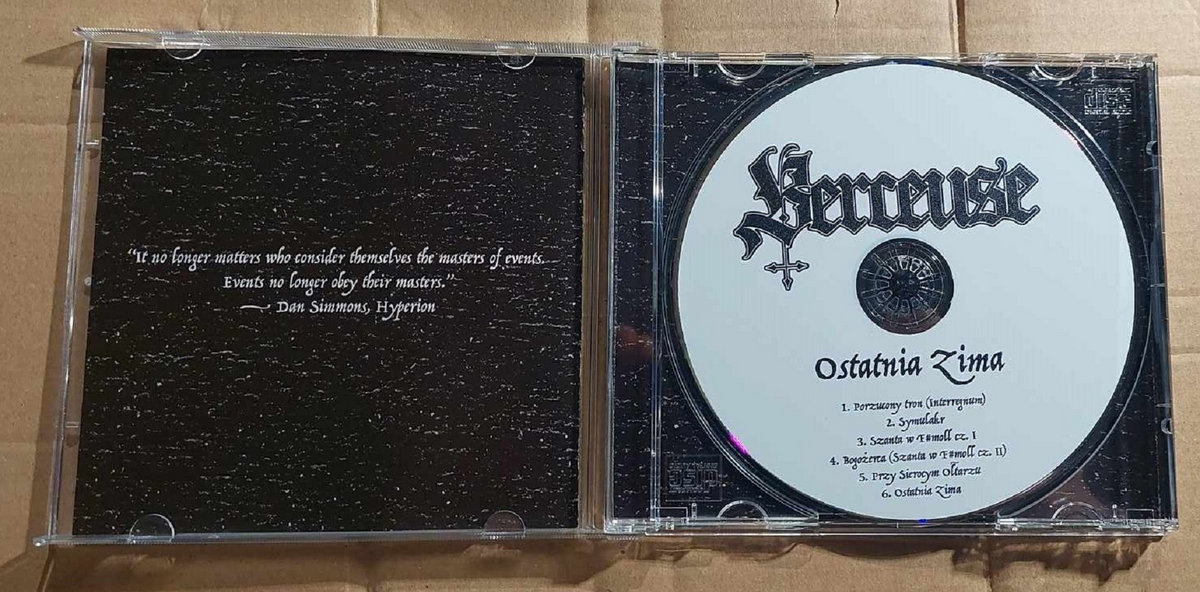 “It no longer matters who consider themselves the masters of events.
Events no longer obey their masters.”
— Dan Simmons, Hyperion
Berceuse
Ostatnia Zima
1. Porzucony tron (Interregnum)
2. Symulakr
3. Szanta w F#moll cz. I
4. Bogożerca (Szanta w F#moll cz. II)
5. Przy Sierocym Ołtarzu
6. Ostatnia Zima
disc